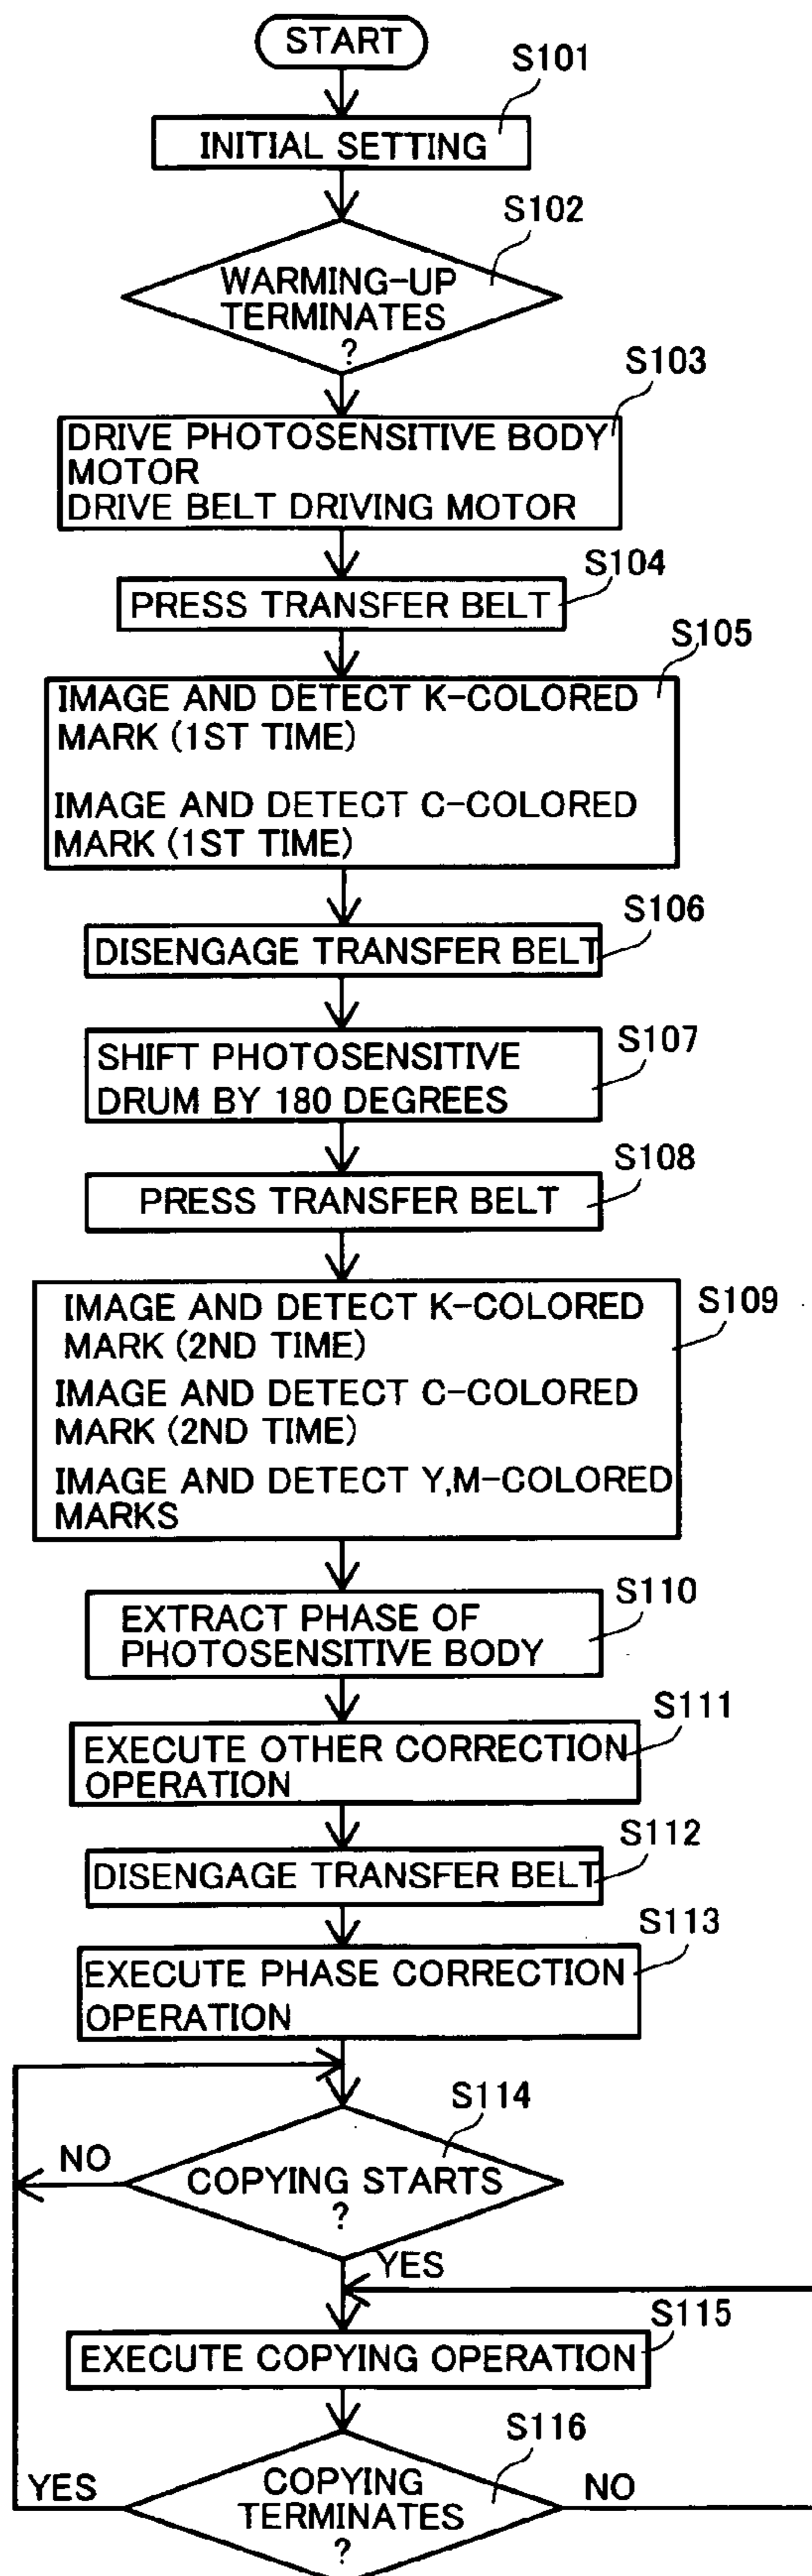 START
S101
INITIAL SETTING
S102
WARMING-UP
TERMINATES
?
S103
DRIVE PHOTOSENSITIVE BODY
MOTOR
DRIVE BELT DRIVING MOTOR
S104
PRESS TRANSFER BELT
S105
IMAGE AND DETECT K-COLORED
MARK (1ST TIME)
IMAGE AND DETECT C-COLORED
MARK (1ST TIME)
S106
DISENGAGE TRANSFER BELT
S107
SHIFT PHOTOSENSITIVE
DRUM BY 180 DEGREES
S108
PRESS TRANSFER BELT
S109
IMAGE AND DETECT K-COLORED
MARK (2ND TIME)
IMAGE AND DETECT C-COLORED
MARK (2ND TIME)
IMAGE AND DETECT Y,M-COLORED
MARKS
S110
EXTRACT PHASE OF
PHOTOSENSITIVE BODY
S111
EXECUTE OTHER CORRECTION
OPERATION
S112
DISENGAGE TRANSFER BELT
S113
EXECUTE PHASE CORRECTION
OPERATION
S114
NO
COPYING STARTS
?
YES
S115
EXECUTE COPYING OPERATION
S116
YES
COPYING
TERMINATES
?
NO